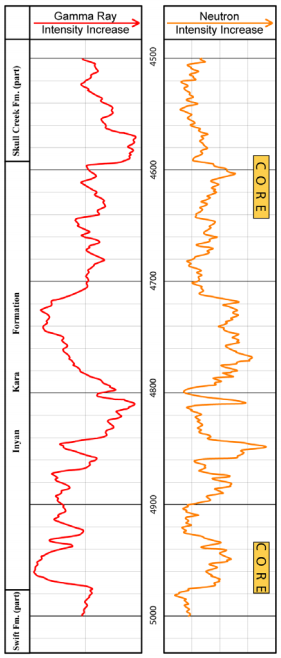 Gamma Ray
Intensity Increase
Neutron
Intensity Increase
Skull Creek Fm. (part)
Inyan Kara Formation
Swift Fm. (part)
4500
4600
4700
4800
4900
5000
CORE
CORE